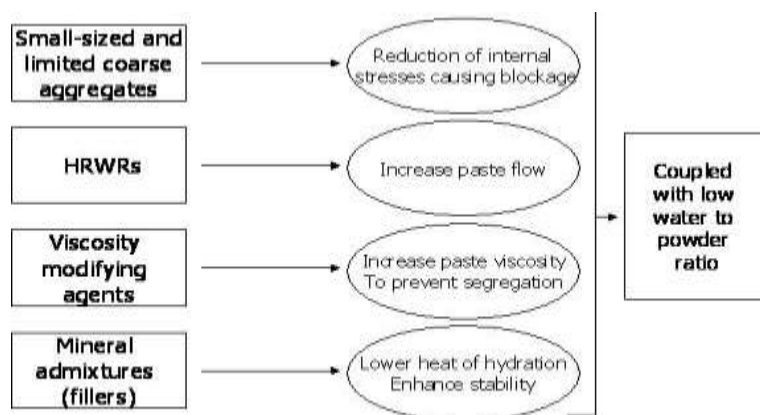 Small-sized and
limited coarse
aggregates
Reduction of internal
stresses causing blockage
HRWRs
Increase paste flow
Viscosity
modifying
agents
Increase paste viscosity
To prevent segregation
Mineral
admixtures
(fillers)
Lower heat of hydration
Enhance stability
Coupled
with low
water to
powder
ratio